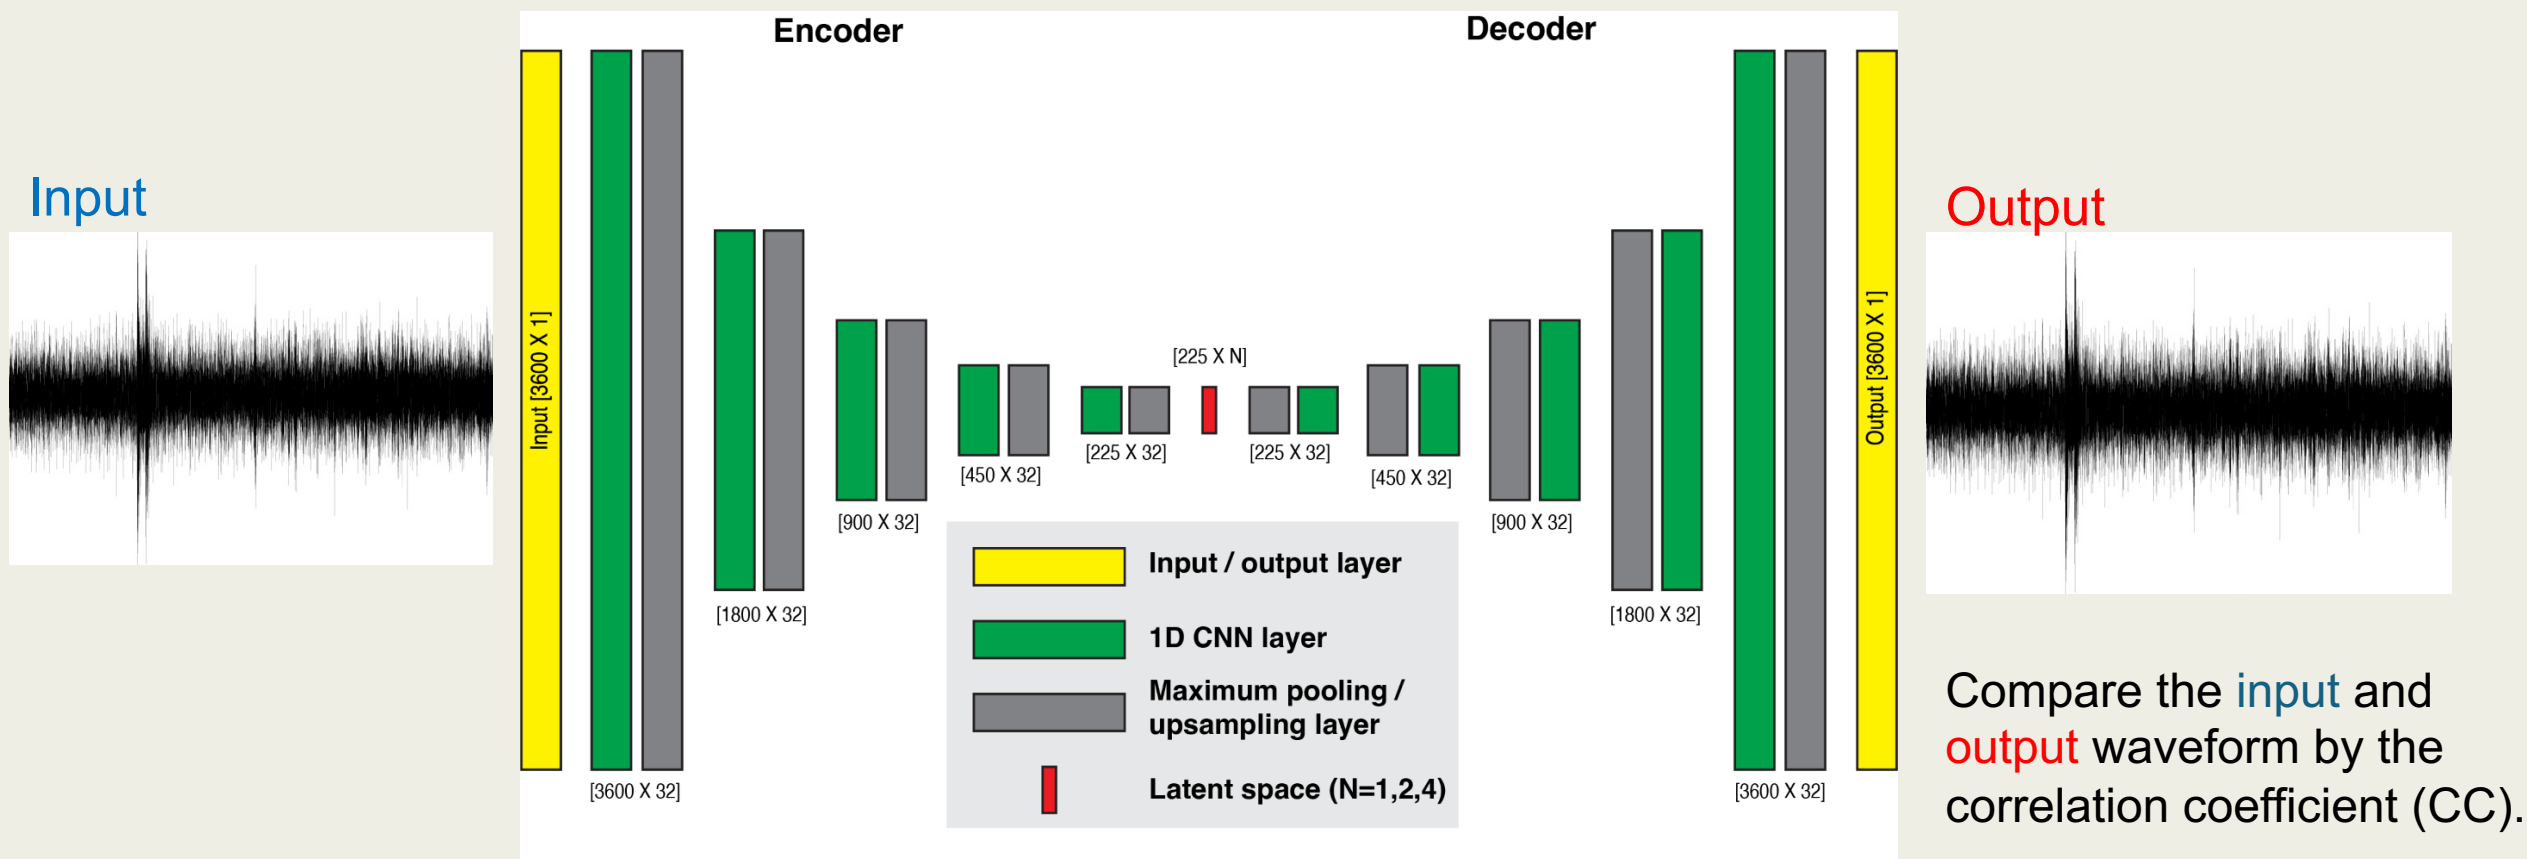 Encoder
Decoder
Input
Output
Input [3600 X 1]
[3600 X 32]
[1800 X 32]
[900 X 32]
[450 X 32]
[225 X 32]
[225 X N]
[225 X 32]
[450 X 32]
[900 X 32]
[1800 X 32]
[3600 X 32]
Output [3600 X 1]
Input / output layer
1D CNN layer
Maximum pooling /
upsampling layer
Latent space (N=1,2,4)
Compare the input and
output waveform by the
correlation coefficient (CC).